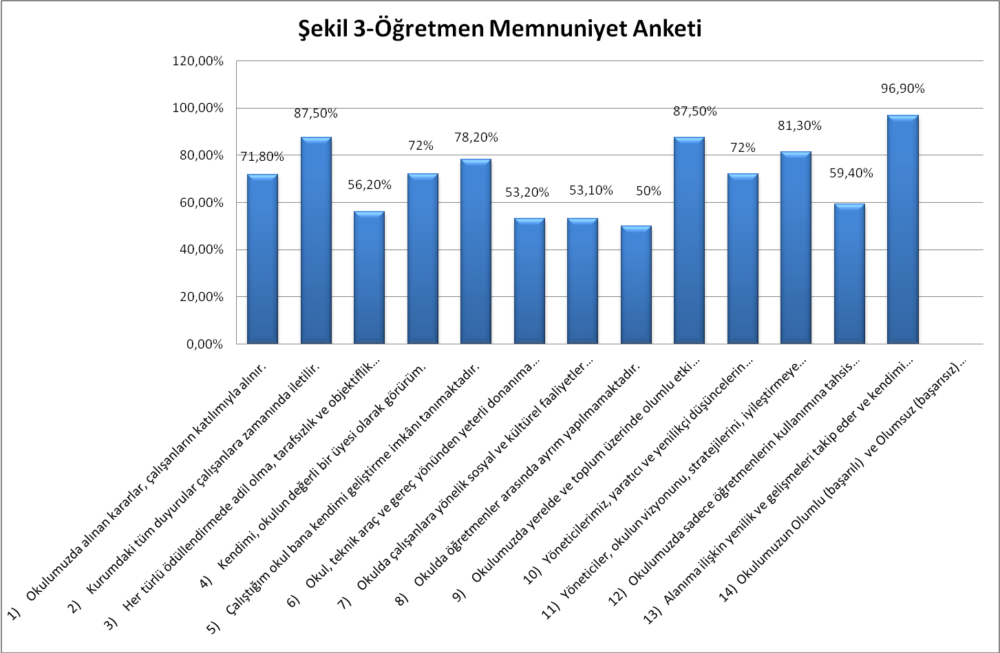 Şekil 3-Öğretmen Memnuniyet Anketi
120,00%
100,00%
80,00%
60,00%
40,00%
20,00%
0,00%
71,80%
87,50%
56,20%
72%
78,20%
53,20%
53,10%
50%
87,50%
72%
81,30%
59,40%
96,90%
1) Okulumuzda alınan kararlar, çalışanların katılımıyla alınır.
2) Kurumdaki tüm duyurular çalışanlara zamanında iletilir.
3) Her türlü ödüllendirmede adil olma, tarafsızlık ve objektiflik…
4) Kendimi, okulun değerli bir üyesi olarak görürüm.
5) Çalıştığım okul bana kendimi geliştirme imkânı tanımaktadır.
6) Okul, teknik araç ve gereç yönünden yeterli donanıma…
7) Okulda çalışanlara yönelik sosyal ve kültürel faaliyetler…
8) Okulda öğretmenler arasında ayrım yapılmamaktadır.
9) Okulumuzda yerelde ve toplum üzerinde olumlu etki…
10) Yöneticilerimiz, yaratıcı ve yenilikçi düşüncelerin…
11) Yöneticiler, okulun vizyonunu, stratejilerini, iyileştirmeye…
12) Okulumuzda sadece öğretmenlerin kullanımına tahsis…
13) Alanıma ilişkin yenilik ve gelişmeleri takip eder ve kendimi…
14) Okulumuzun Olumlu (başarılı) ve Olumsuz (başarısız)…